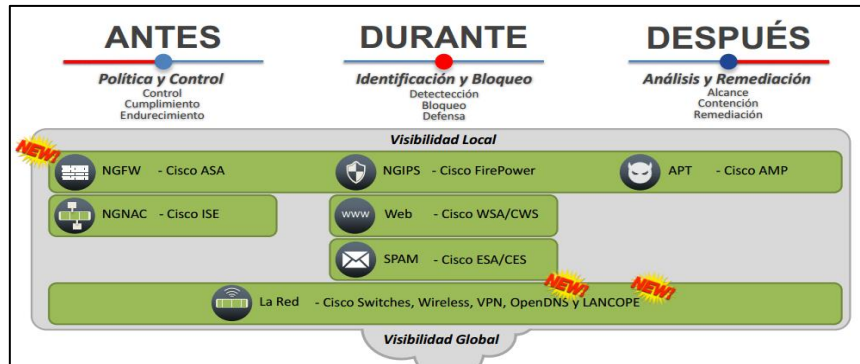 ANTES
Política y Control
Control
Cumplimiento
Endurecimiento
DURANTE
Identificación y Bloqueo
Detectección
Bloqueo
Defensa
DESPUÉS
Análisis y Remediación
Alcance
Contención
Remediación
Visibilidad Local
NEW!
NGFW - Cisco ASA
NGIPS - Cisco FirePower
APT - Cisco AMP
NGNAC - Cisco ISE
www Web - Cisco WSA/CWS
SPAM - Cisco ESA/CES
NEW!
NEW!
La Red - Cisco Switches, Wireless, VPN, OpenDNS y LANCOPE
Visibilidad Global